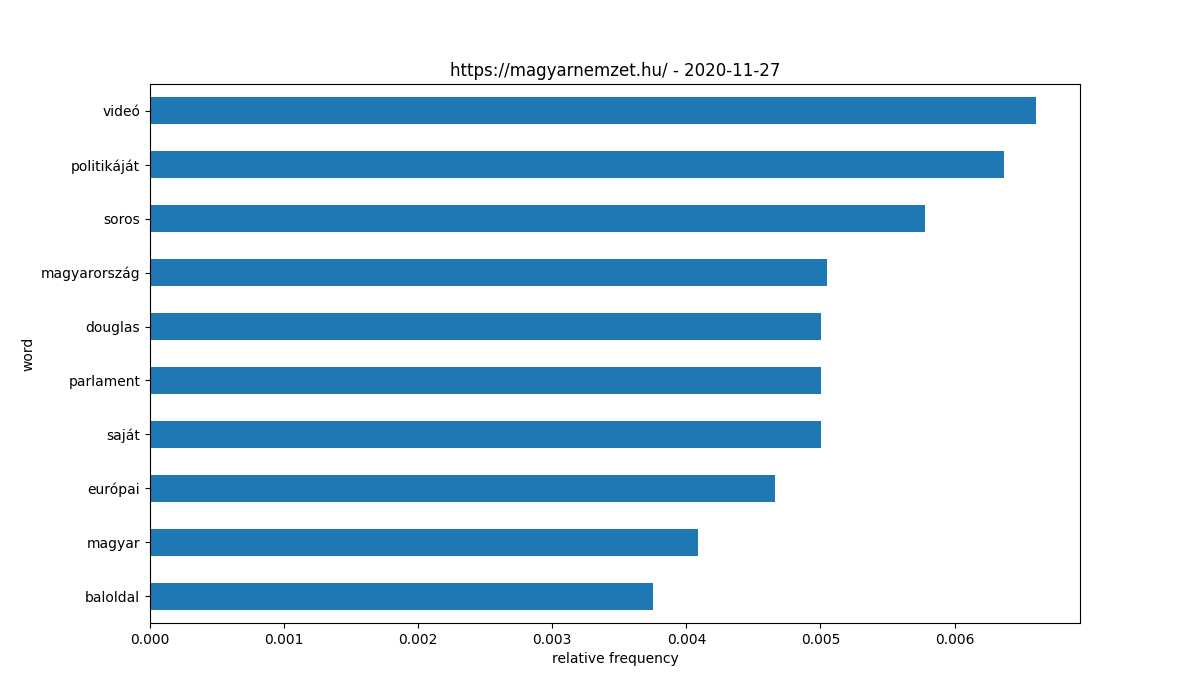 https://magyarnemzet.hu/ - 2020-11-27
word
videó
politikáját
soros
magyarország
douglas
parlament
saját
európai
magyar
baloldal
0.000 0.001 0.002 0.003 0.004 0.005 0.006
relative frequency